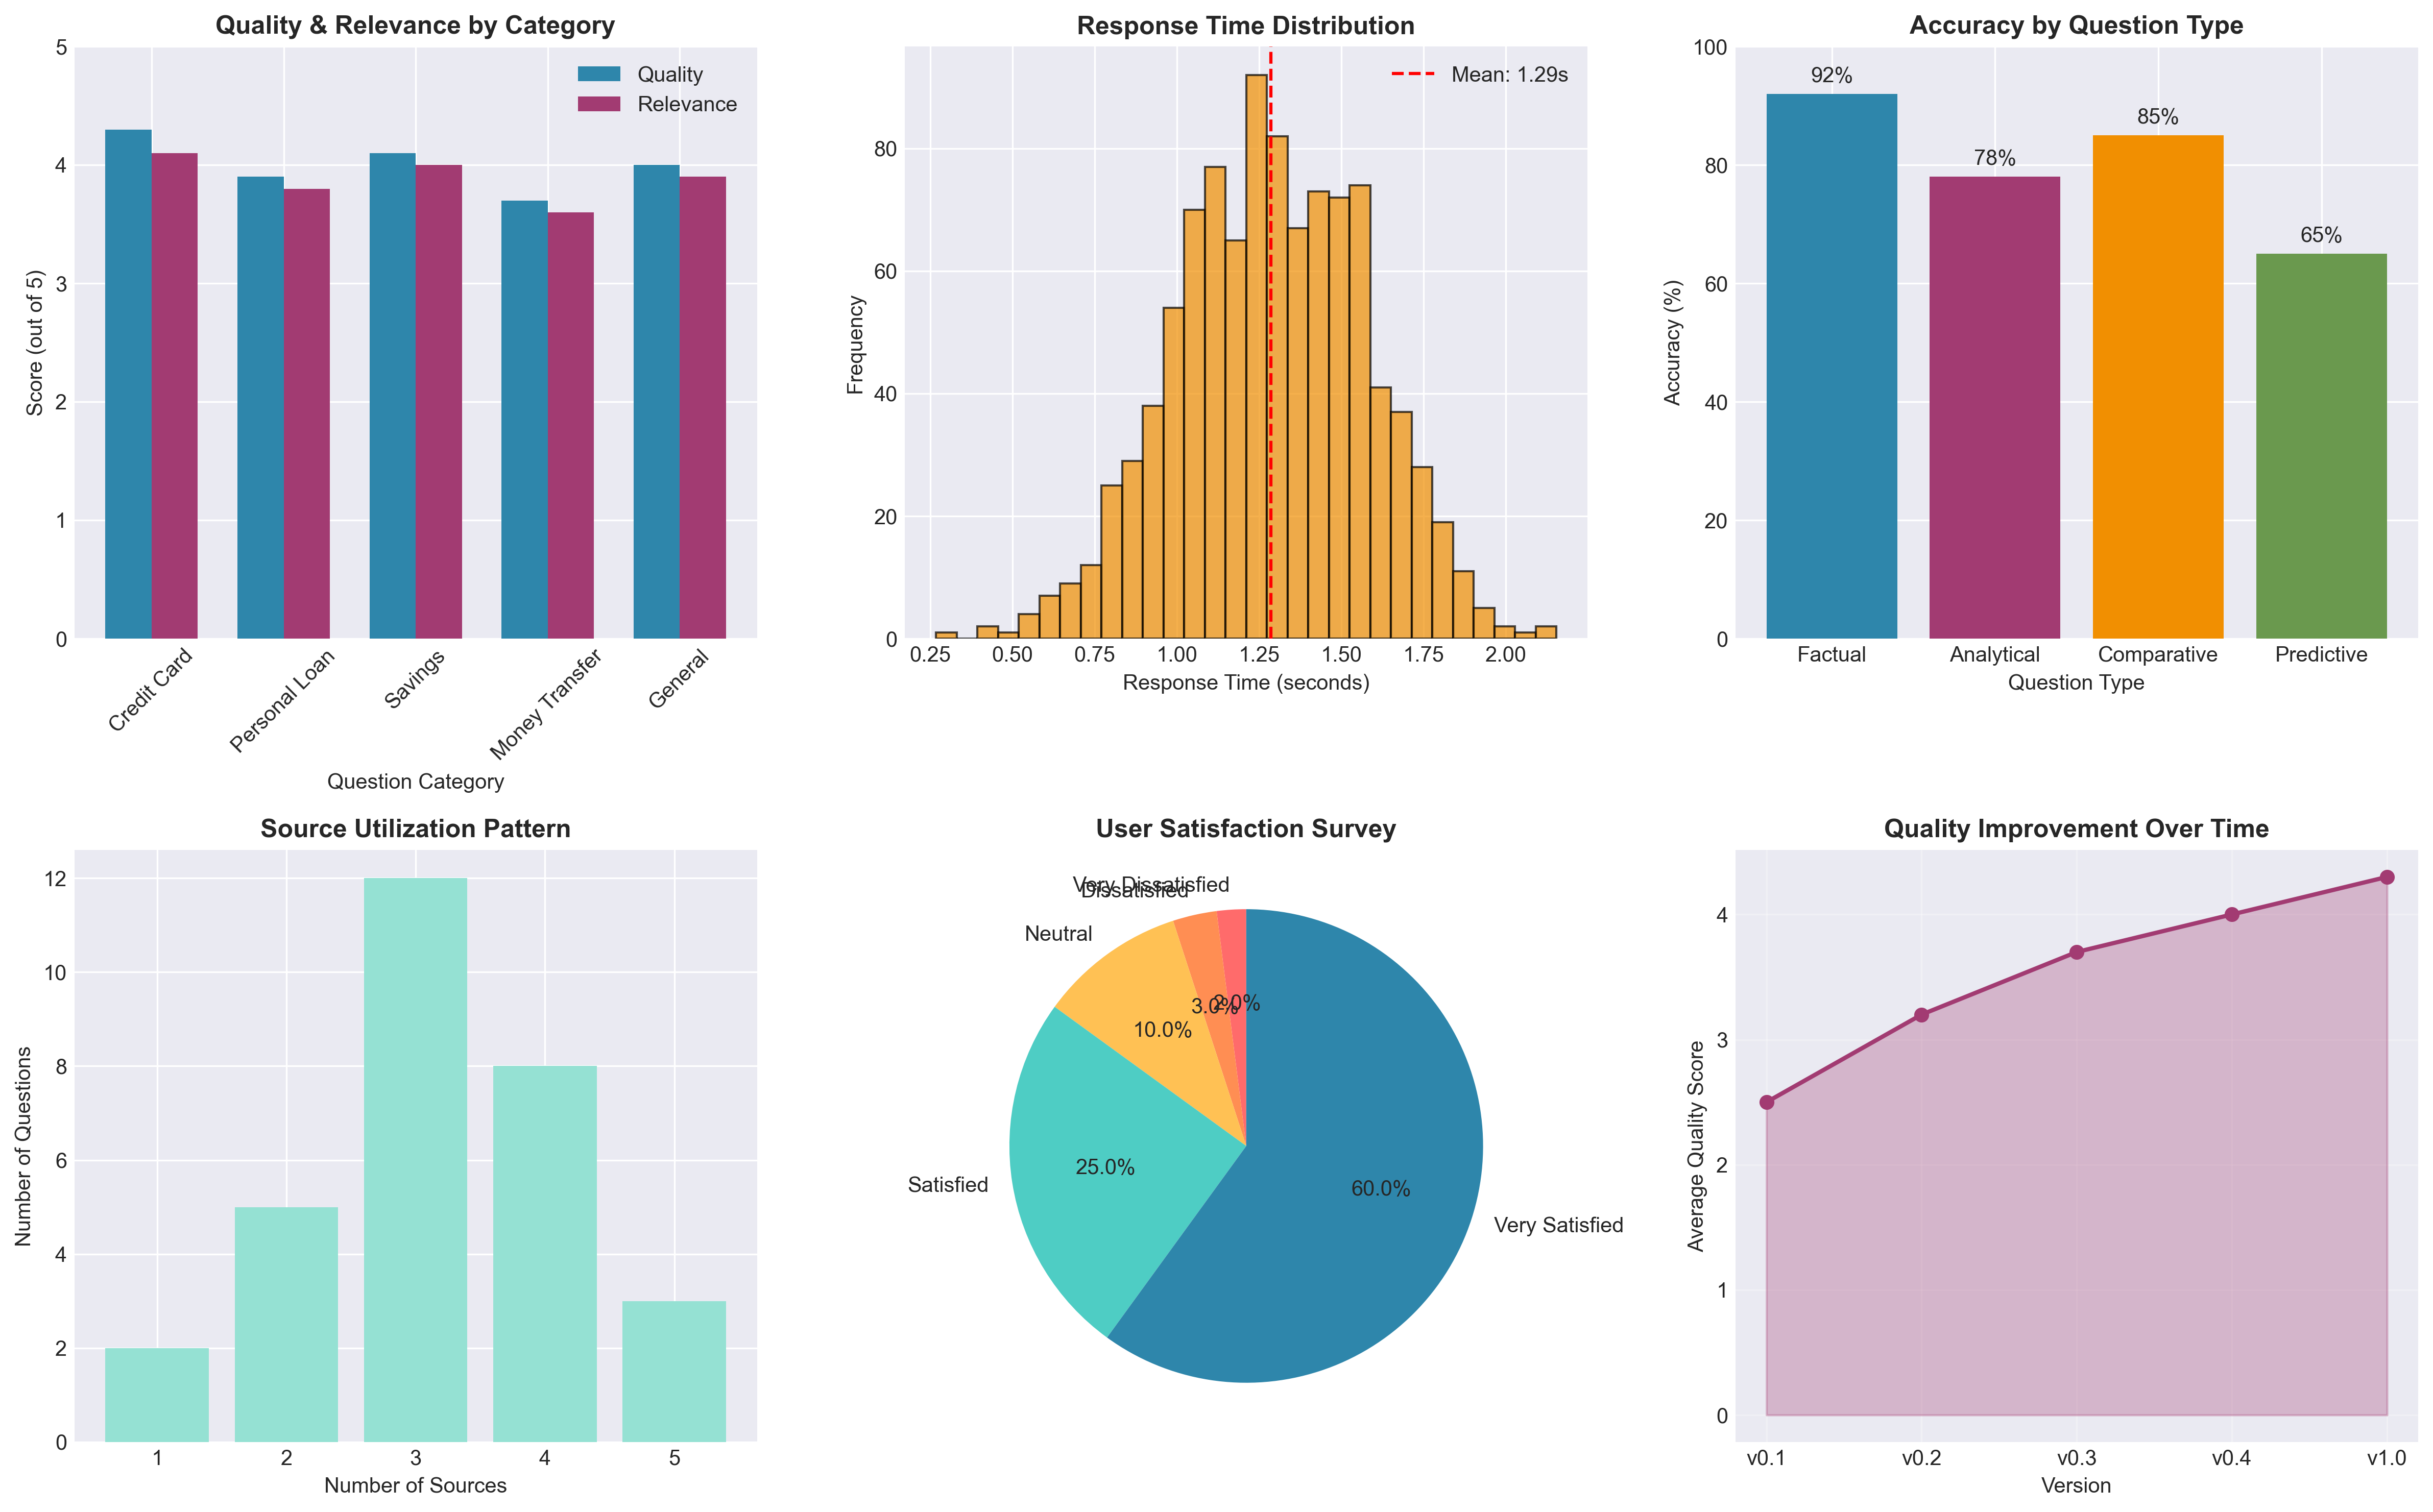 Quality & Relevance by Category
5
4
3
2
1
0
Score (out of 5)
Quality
Relevance
Credit Card
Personal Loan
Savings
Money Transfer
General
Question Category
Response Time Distribution
80
60
40
20
0
Frequency
Mean: 1.29s
0.25 0.50 0.75 1.00 1.25 1.50 1.75 2.00
Response Time (seconds)
Accuracy by Question Type
100
80
60
40
20
0
Accuracy (%)
92%
78%
85%
65%
Factual Analytical Comparative Predictive
Question Type
Source Utilization Pattern
12
10
8
6
4
2
0
Number of Questions
1 2 3 4 5
Number of Sources
User Satisfaction Survey
Very Dissatisfied
Dissatisfied
Neutral
Satisfied
Very Satisfied
2.0%
3.0%
10.0%
25.0%
60.0%
Quality Improvement Over Time
4
3
2
1
0
Average Quality Score
v0.1 v0.2 v0.3 v0.4 v1.0
Version